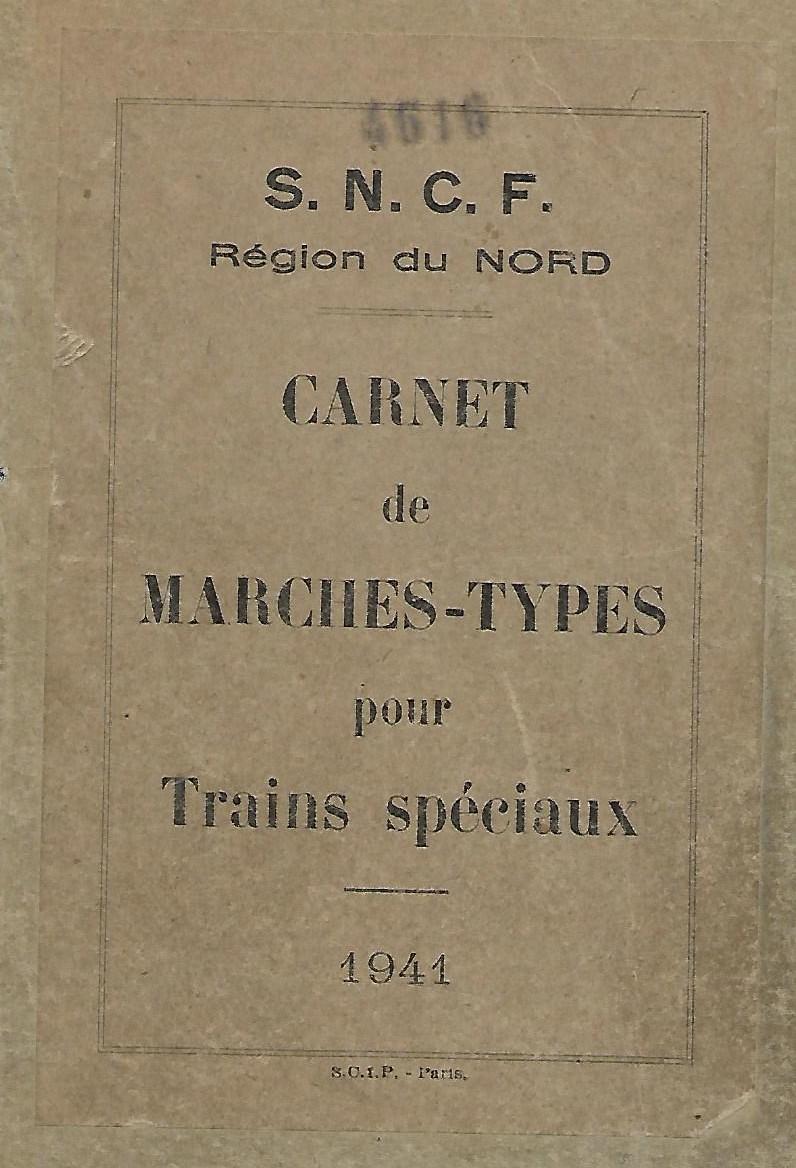 4616
S. N. C. F.
Région du NORD
CARNET
de
MARCHES-TYPES
pour
Trains spéciaux
1941
S.C.I.P. - Paris.